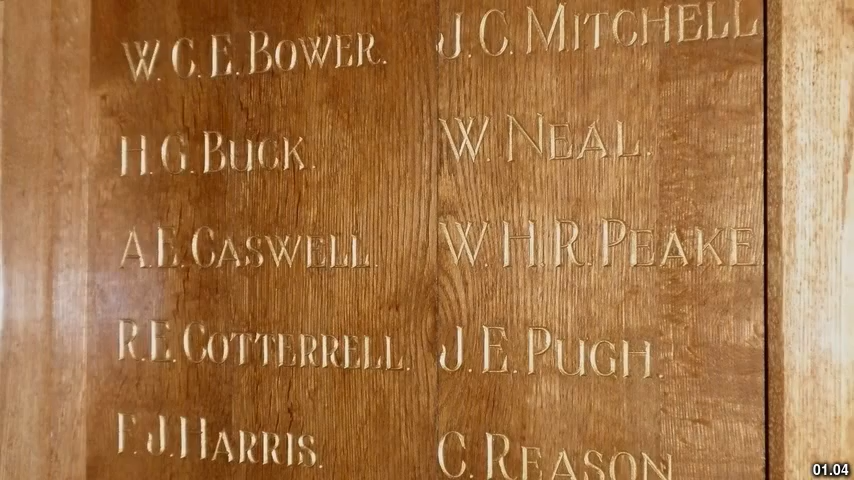 W. C. E. BOWER.
H. G. BUCK.
A. E. CASWELL.
R. E. COTTERRELL.
F. J. HARRIS.
J. C. MITCHELL
W. NEAL.
W. H. R. PEAKE
J. E. PUGH.
C. REASON
01.04